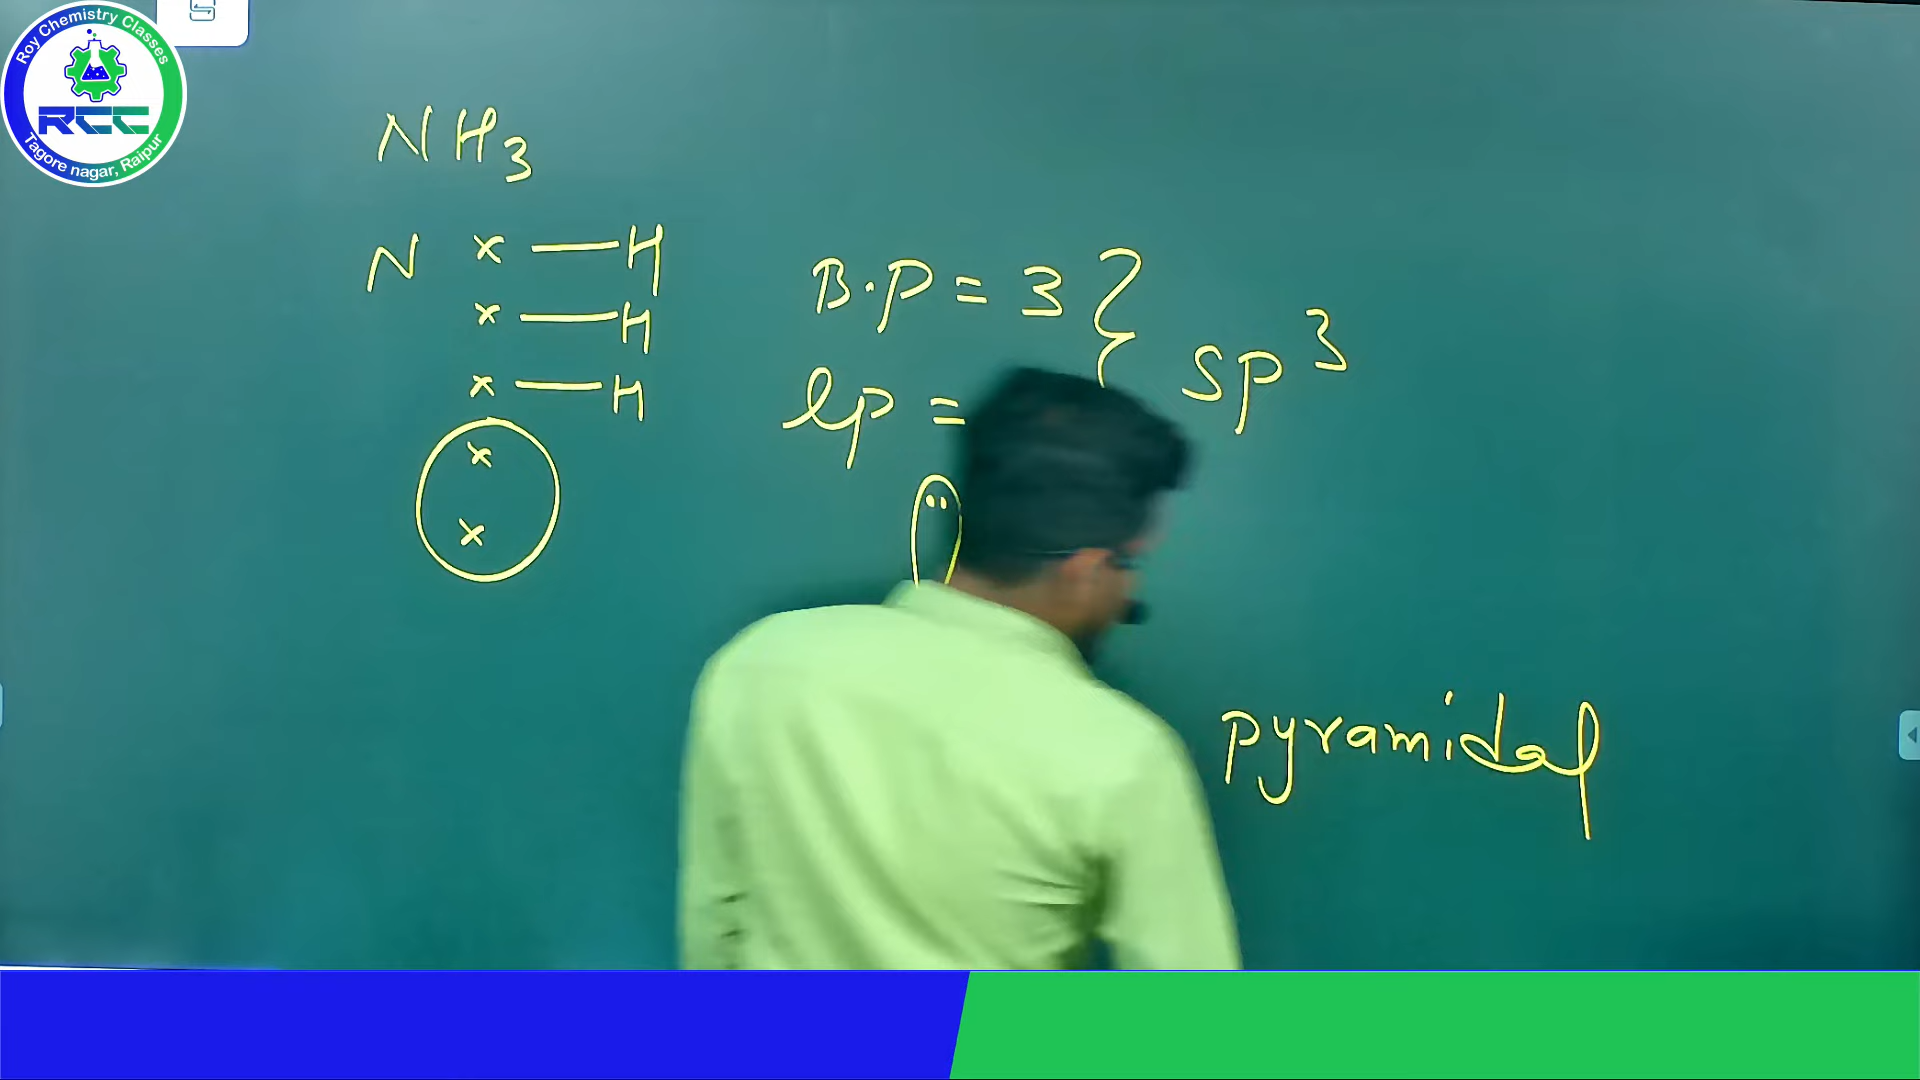 Roy Chemistry Classes
RCC
Tagore nagar, Raipur
NH3
N x — H
x — H
x — H
x
x
B.P = 3 }
lp =
sp³
pyramidal